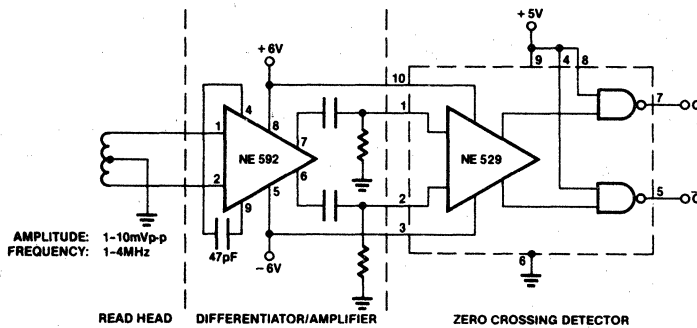 +5V
+6V
9 4 8
10
4
1
7
1
8
7
NE 592
NE 529
6
2
5
2
5
9
3
AMPLITUDE: 1-10mVp-p
FREQUENCY: 1-4MHz
47pF
-6V
6
READ HEAD DIFFERENTIATOR/AMPLIFIER ZERO CROSSING DETECTOR